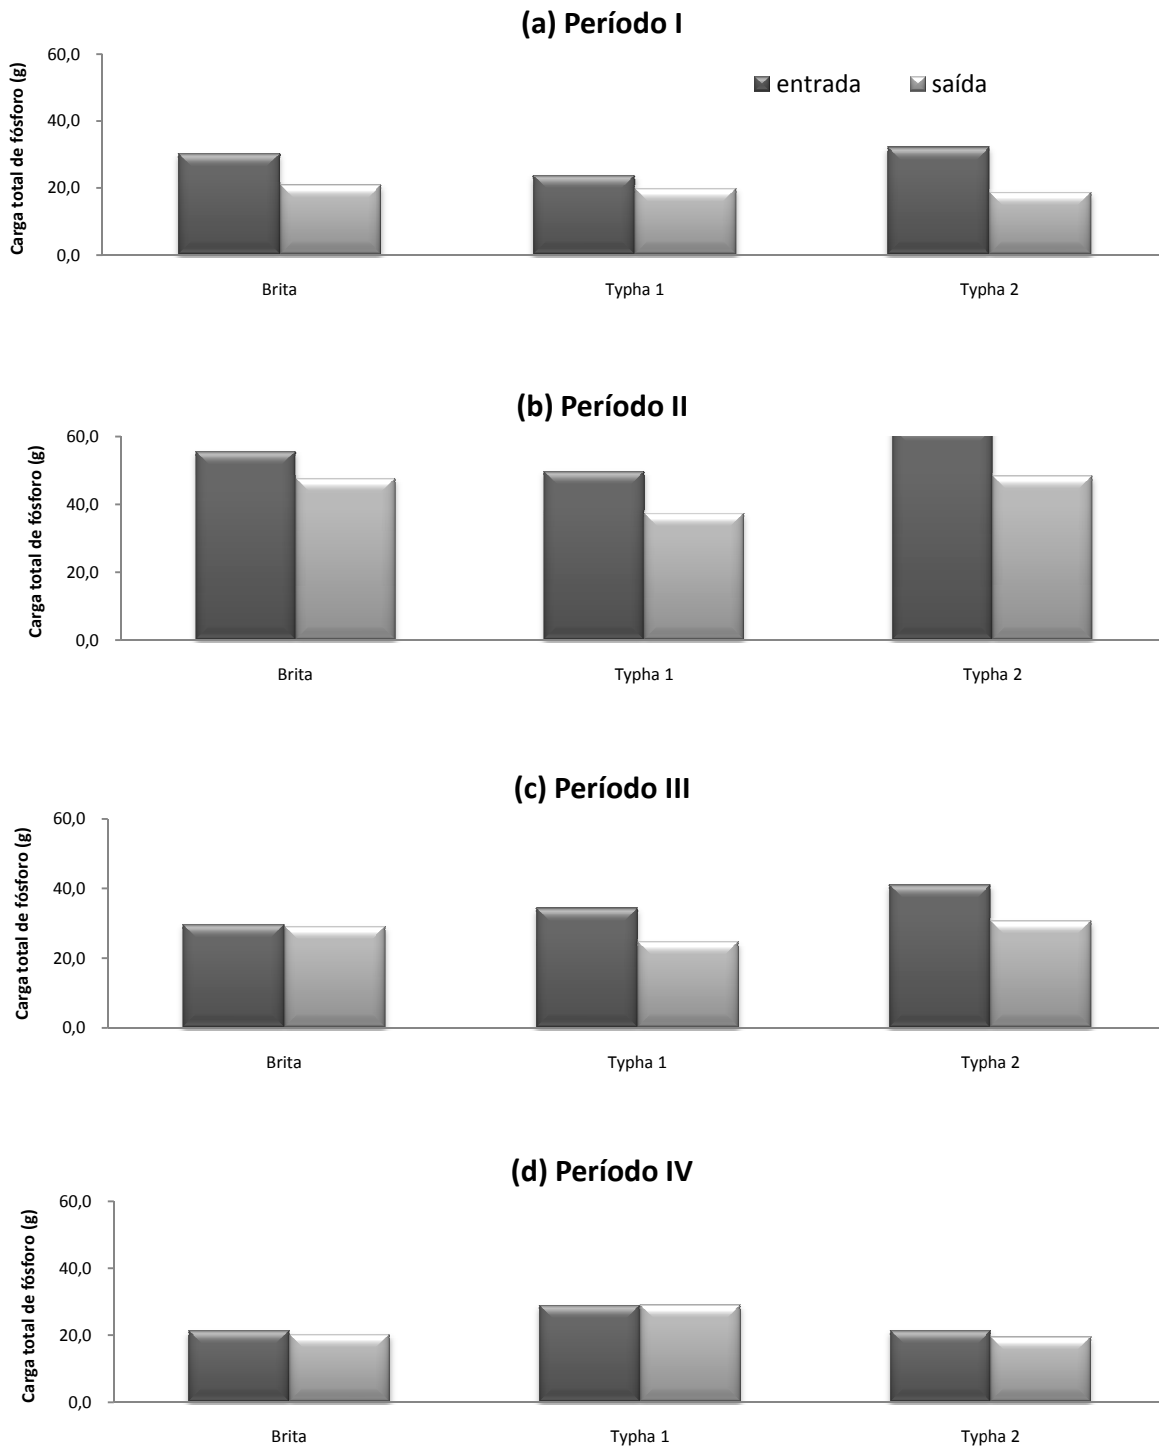 (a) Período I
Carga total de fósforo (g)
60,0
40,0
20,0
0,0
entrada saída
Brita Typha 1 Typha 2
(b) Período II
Carga total de fósforo (g)
60,0
40,0
20,0
0,0
Brita Typha 1 Typha 2
(c) Período III
Carga total de fósforo (g)
60,0
40,0
20,0
0,0
Brita Typha 1 Typha 2
(d) Período IV
Carga total de fósforo (g)
60,0
40,0
20,0
0,0
Brita Typha 1 Typha 2